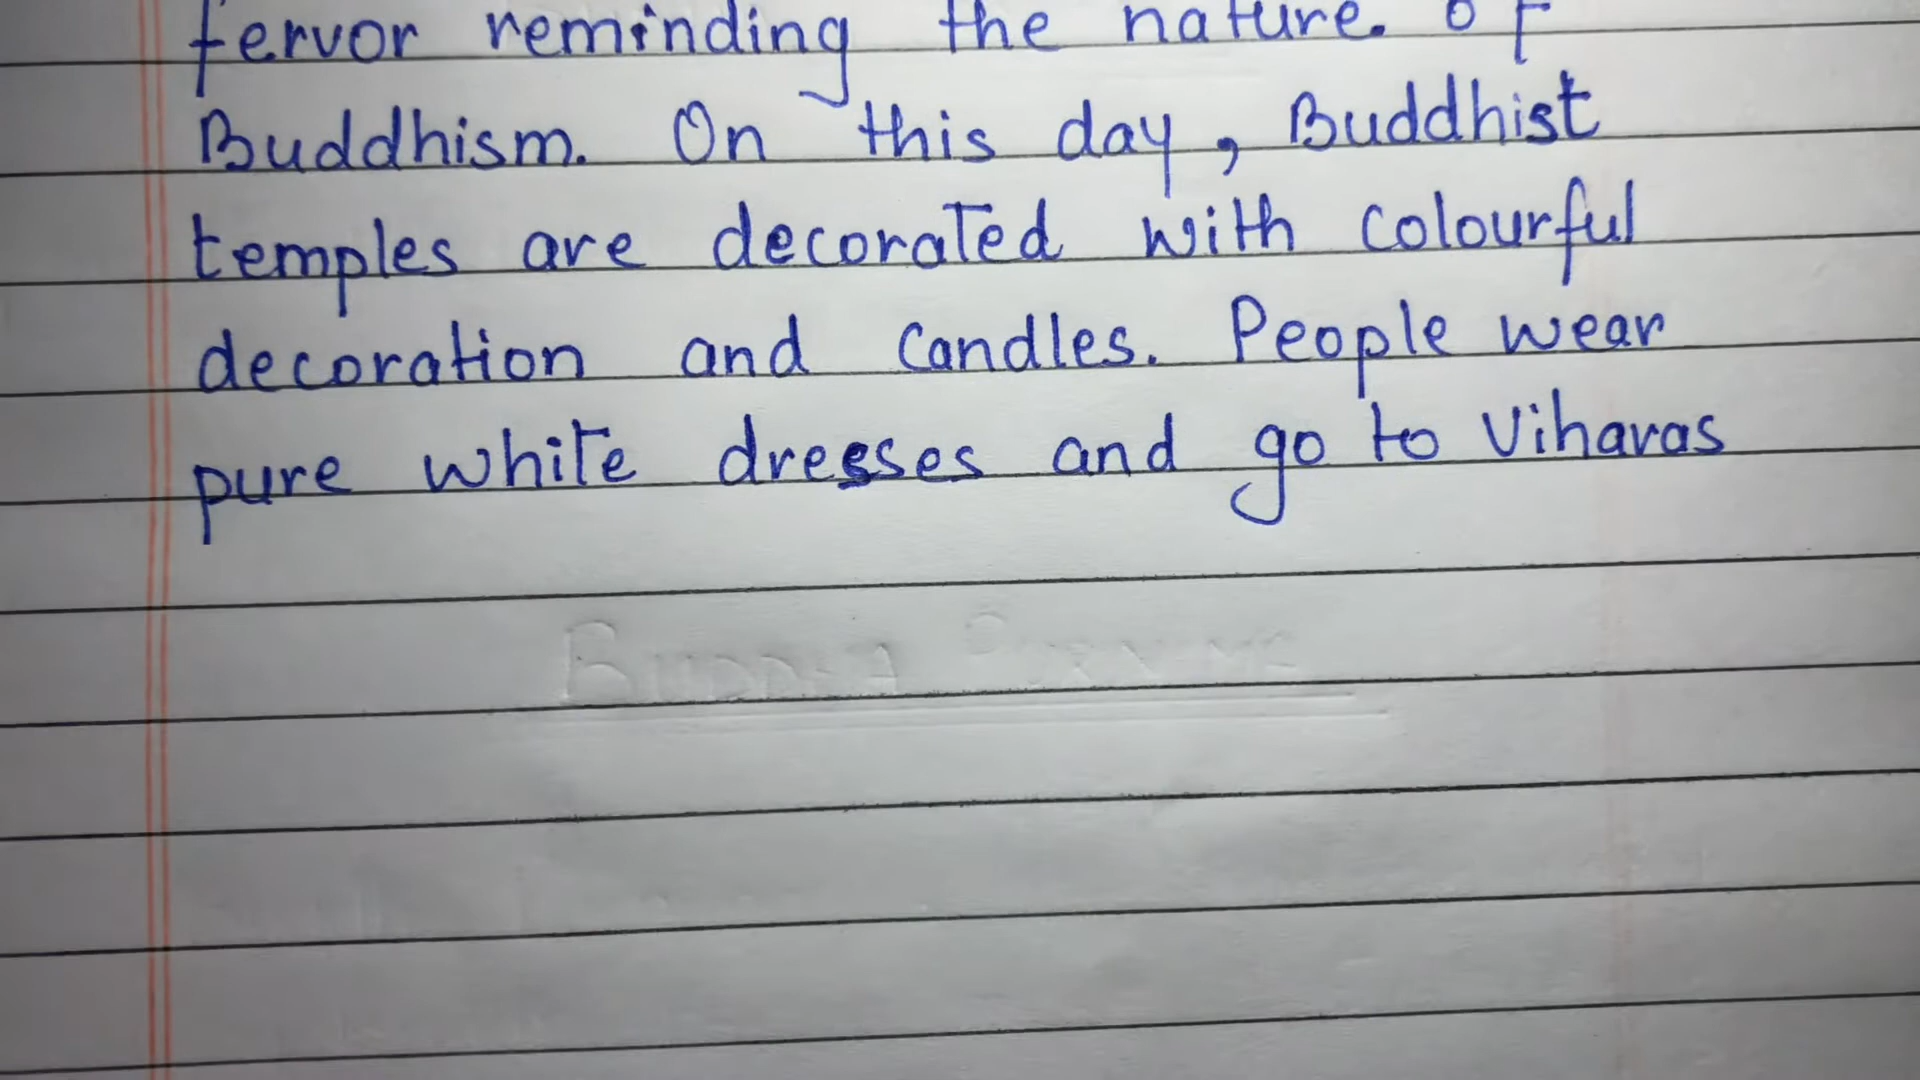 fervor reminding the nature of
Buddhism. On this day, Buddhist
temples are decorated with colourful
decoration and candles. People wear
pure white dresses and go to Viharas